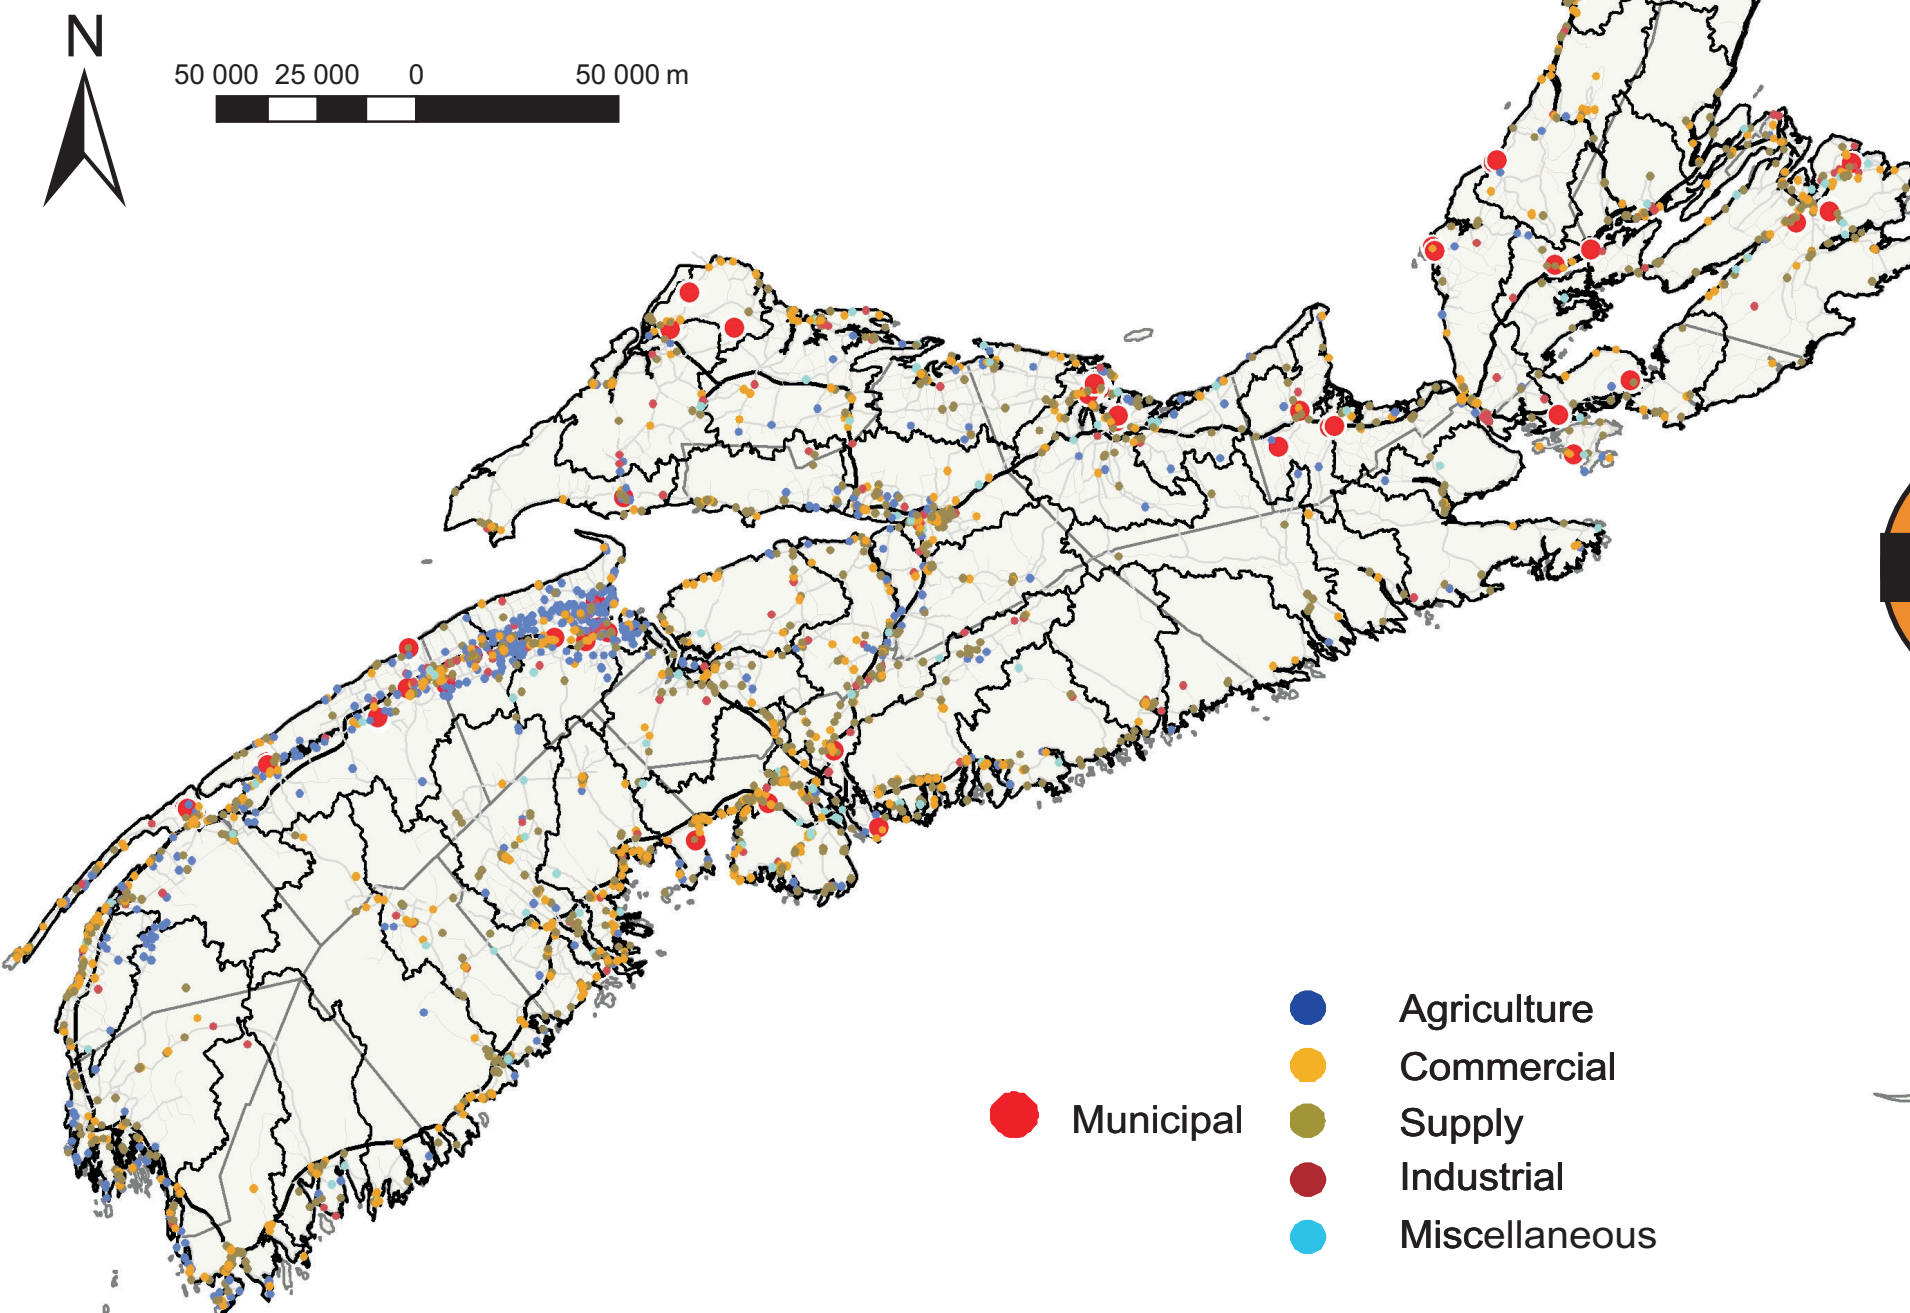 N
50 000 25 000 0 50 000 m
Agriculture
Commercial
Municipal
Supply
Industrial
Miscellaneous